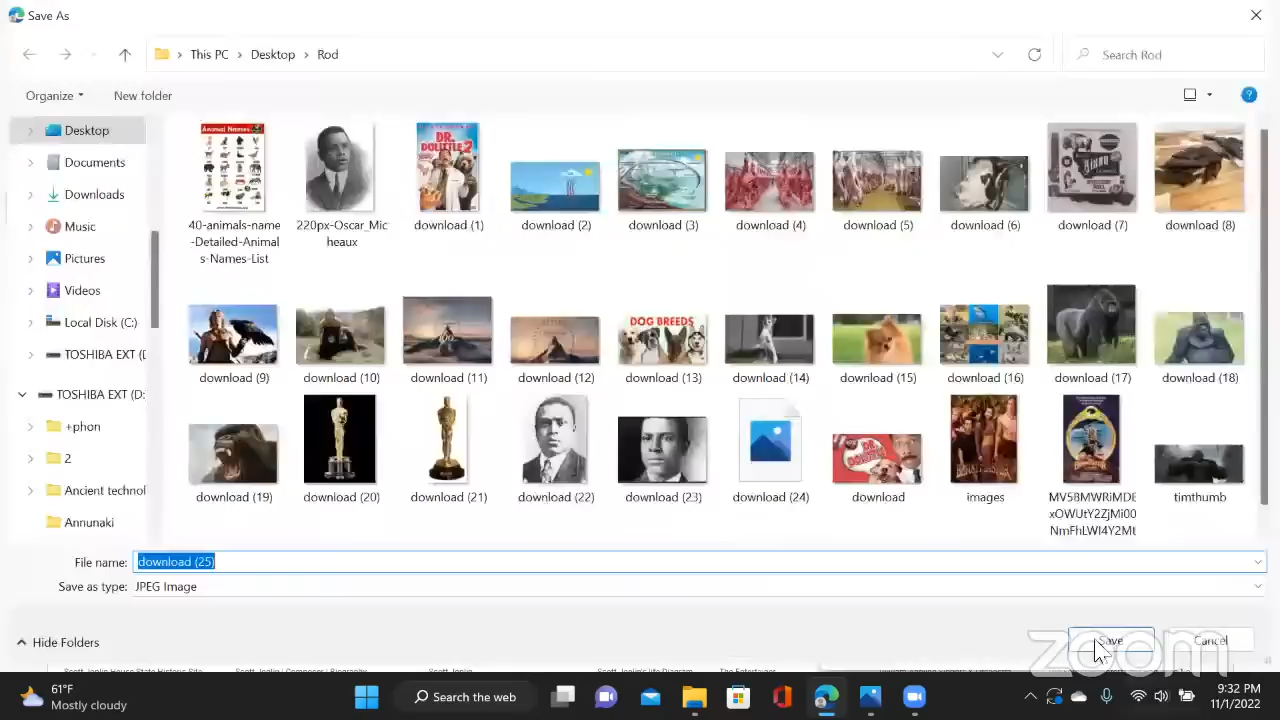 Save As
This PC › Desktop › Rod
Search Rod
Organize
New folder
Desktop
Documents
Downloads
Music
Pictures
Videos
Local Disk (C:)
TOSHIBA EXT (D
TOSHIBA EXT (D:
+phon
2
Ancient technol
Annunaki
Animal Names
DR. DOLITTLE 2
40-animals-name
-Detailed-Animal
s-Names-List
220px-Oscar_Mic
heaux
download (1)
download (2)
download (3)
download (4)
download (5)
download (6)
download (7)
download (8)
DOG BREEDS
download (9)
download (10)
download (11)
download (12)
download (13)
download (14)
download (15)
download (16)
download (17)
download (18)
DR. DOLITTLE
download (19)
download (20)
download (21)
download (22)
download (23)
download (24)
download
images
MV5BMWRiMDE
xOWUtY2ZjMi00
NmFhLWI4Y2Mt
timthumb
File name: download (25)
Save as type: JPEG Image
Hide Folders
Save
Cancel
zoom
61°F
Mostly cloudy
Search the web
9:32 PM
11/1/2022